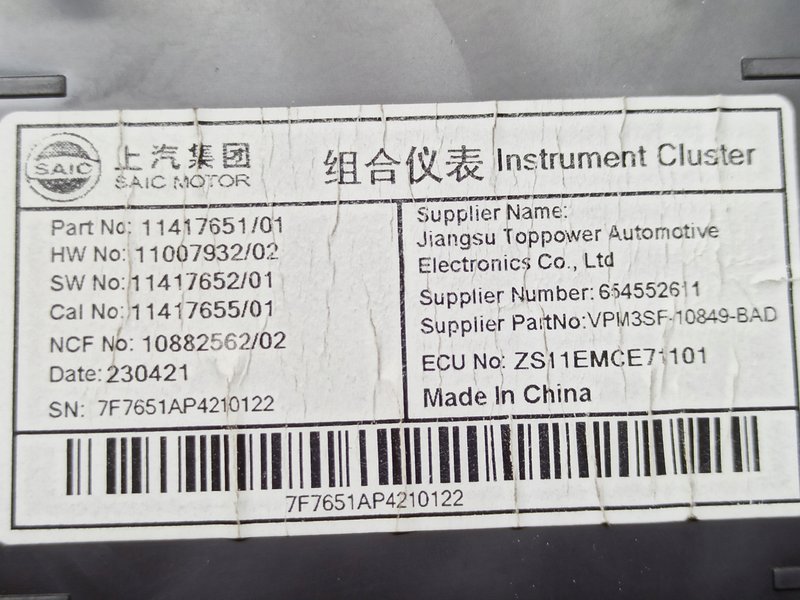 SAIC
上汽集团
SAIC MOTOR
组合仪表 Instrument Cluster
Part No: 11417651/01
HW No: 11007932/02
SW No: 11417652/01
Cal No: 11417655/01
NCF No: 10882562/02
Date: 230421
SN: 7F7651AP4210122
Supplier Name:
Jiangsu Toppower Automotive
Electronics Co., Ltd
Supplier Number: 654552611
Supplier PartNo:VPM3SF-10849-BAD
ECU No: ZS11EMCE71101
Made In China
7F7651AP4210122